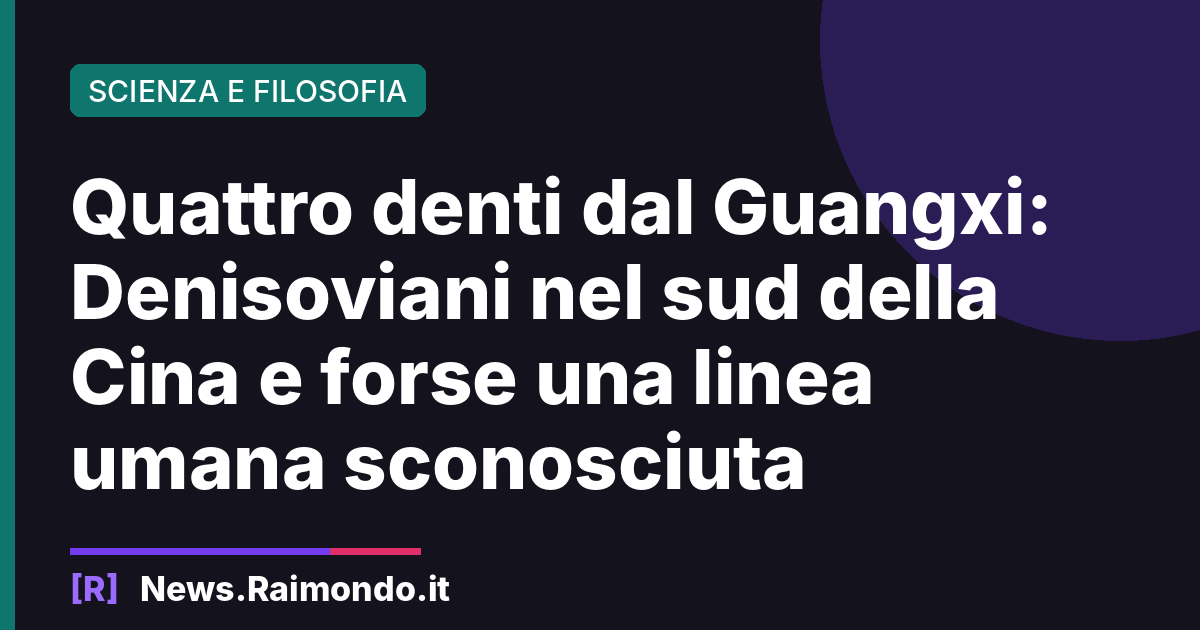 SCIENZA E FILOSOFIA
Quattro denti dal Guangxi:
Denisoviani nel sud della
Cina e forse una linea
umana sconosciuta
[R] News.Raimondo.it